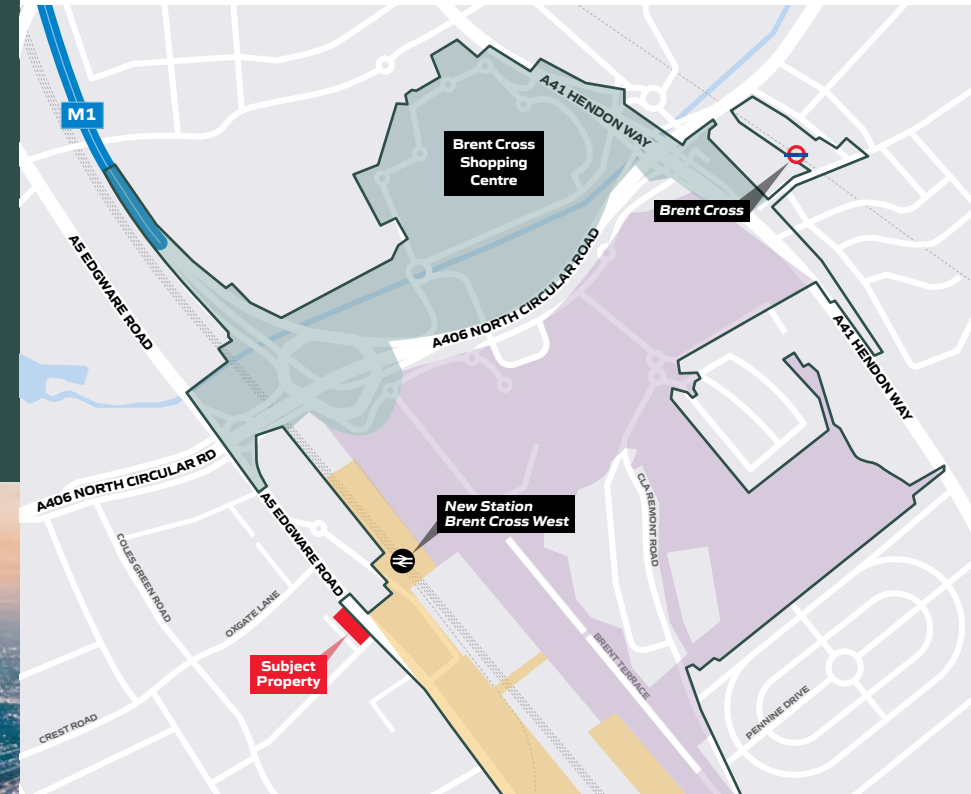 M1
A41 HENDON WAY
Brent Cross
Shopping
Centre
Brent Cross
A5 EDGWARE ROAD
A406 NORTH CIRCULAR ROAD
A41 HENDON WAY
A406 NORTH CIRCULAR RD
New Station
Brent Cross West
CLAREMONT ROAD
A5 EDGWARE ROAD
COLES GREEN ROAD
OXGATE LANE
Subject
Property
BRENT TERRACE
PENNINE DRIVE
CREST ROAD